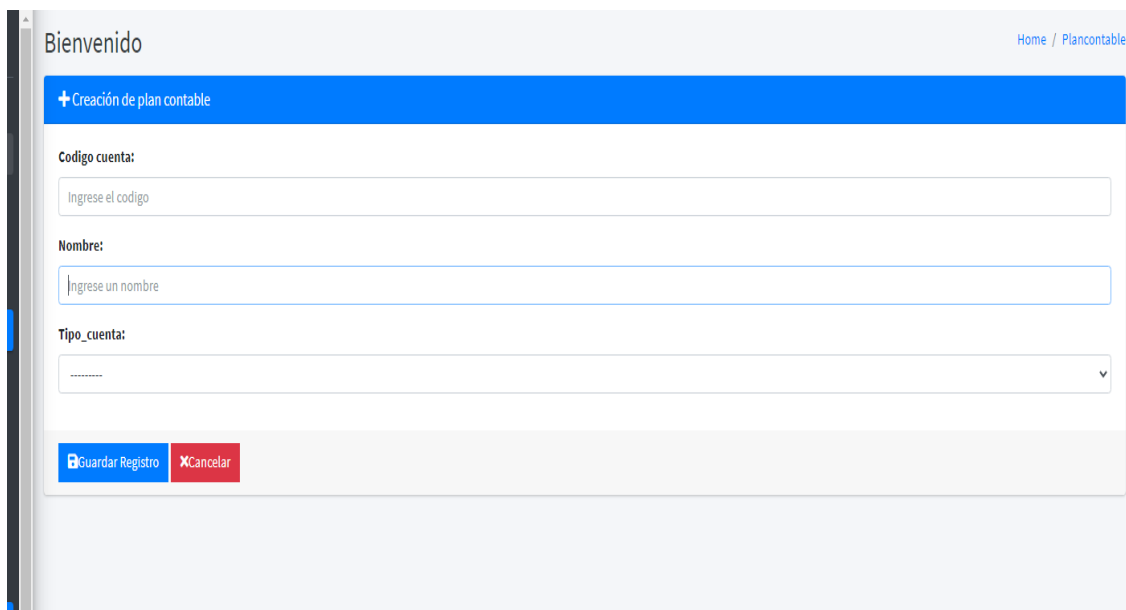 Bienvenido
Home / Plancontable
Creación de plan contable
Codigo cuenta:
Ingrese el codigo
Nombre:
Ingrese un nombre
Tipo_cuenta:
---------
Guardar Registro
Cancelar